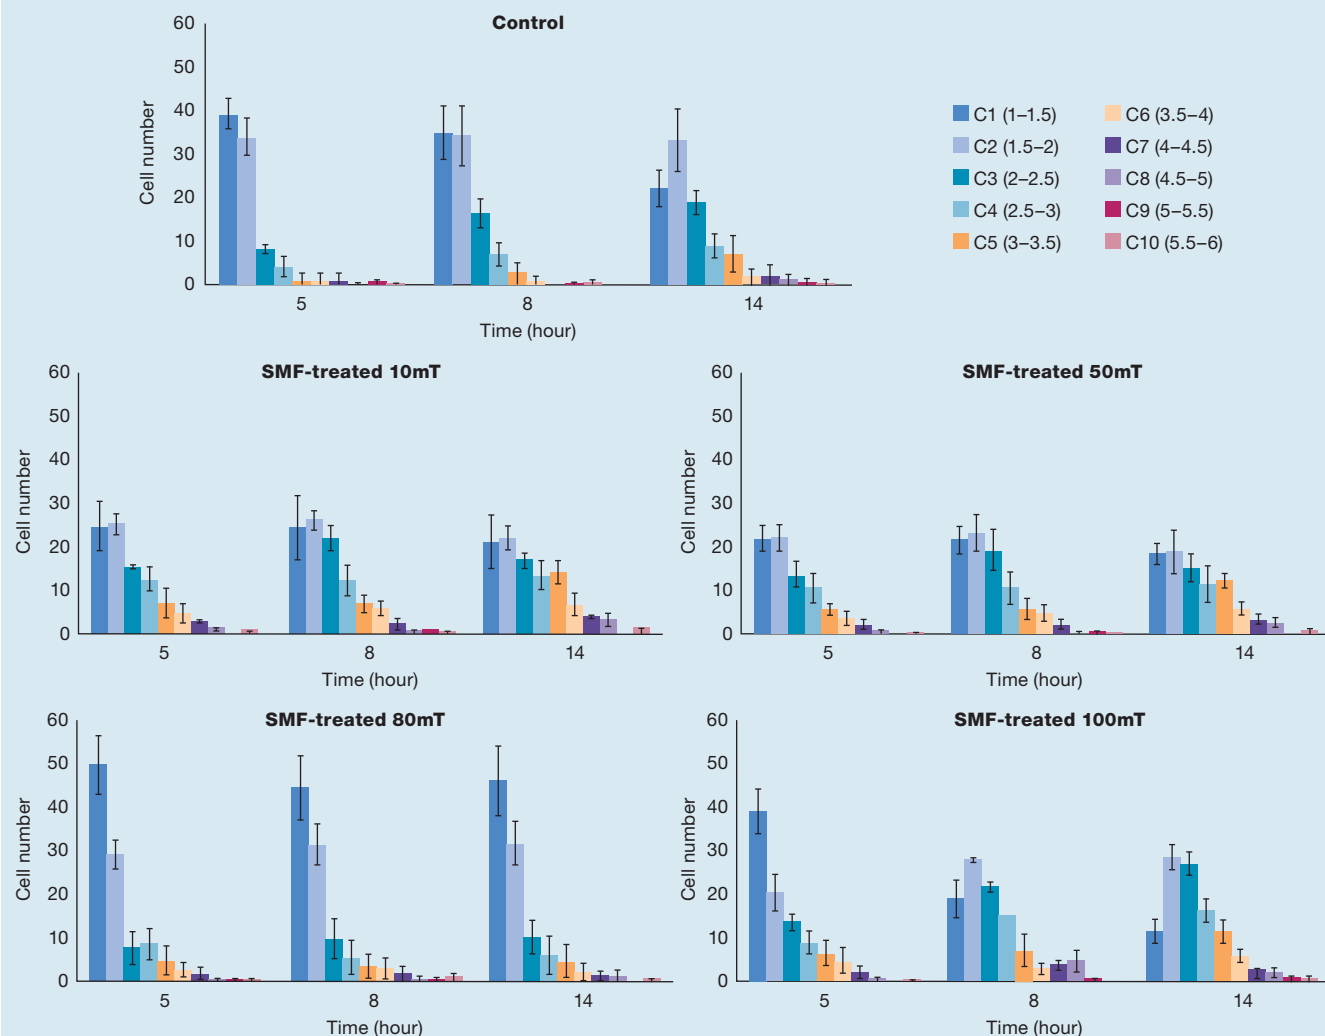 Control
60
50
40
30
20
10
0
Cell number
5 8 14
Time (hour)
C1 (1–1.5) C6 (3.5–4)
C2 (1.5–2) C7 (4–4.5)
C3 (2–2.5) C8 (4.5–5)
C4 (2.5–3) C9 (5–5.5)
C5 (3–3.5) C10 (5.5–6)
SMF-treated 10mT
60
50
40
30
20
10
0
Cell number
5 8 14
Time (hour)
SMF-treated 50mT
60
50
40
30
20
10
0
Cell number
5 8 14
Time (hour)
SMF-treated 80mT
60
50
40
30
20
10
0
Cell number
5 8 14
Time (hour)
SMF-treated 100mT
60
50
40
30
20
10
0
Cell number
5 8 14
Time (hour)